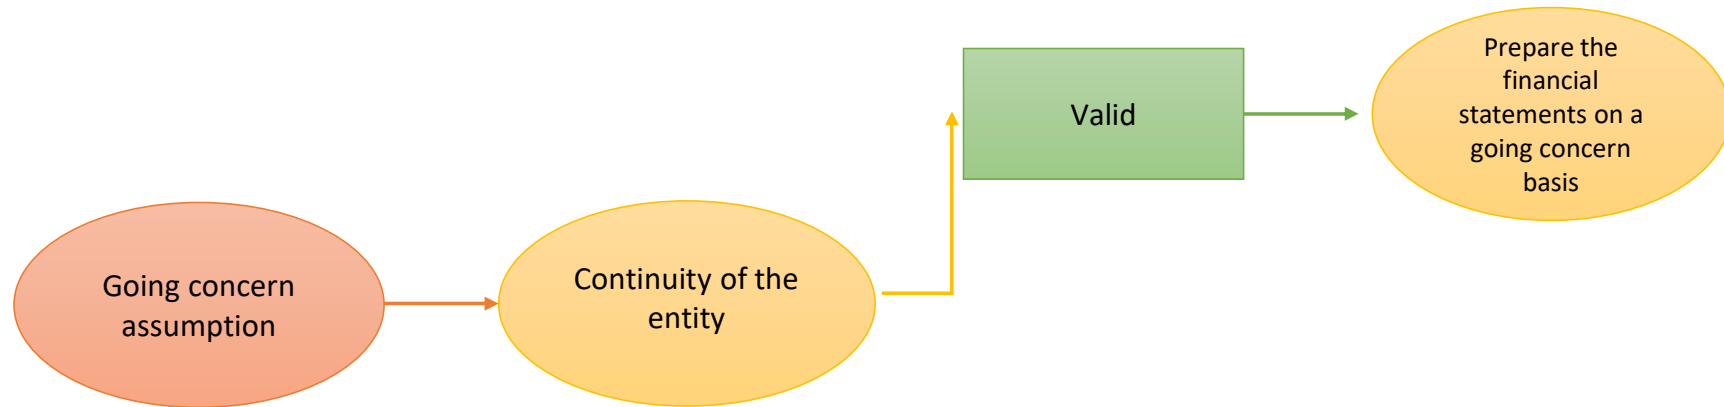 Going concern
assumption
Continuity of the
entity
Valid
Prepare the
financial
statements on a
going concern
basis